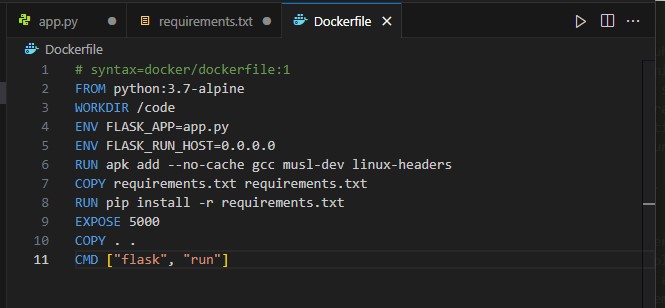 app.py
requirements.txt
Dockerfile
Dockerfile
1 # syntax=docker/dockerfile:1
2 FROM python:3.7-alpine
3 WORKDIR /code
4 ENV FLASK_APP=app.py
5 ENV FLASK_RUN_HOST=0.0.0.0
6 RUN apk add --no-cache gcc musl-dev linux-headers
7 COPY requirements.txt requirements.txt
8 RUN pip install -r requirements.txt
9 EXPOSE 5000
10 COPY . .
11 CMD ["flask", "run"]